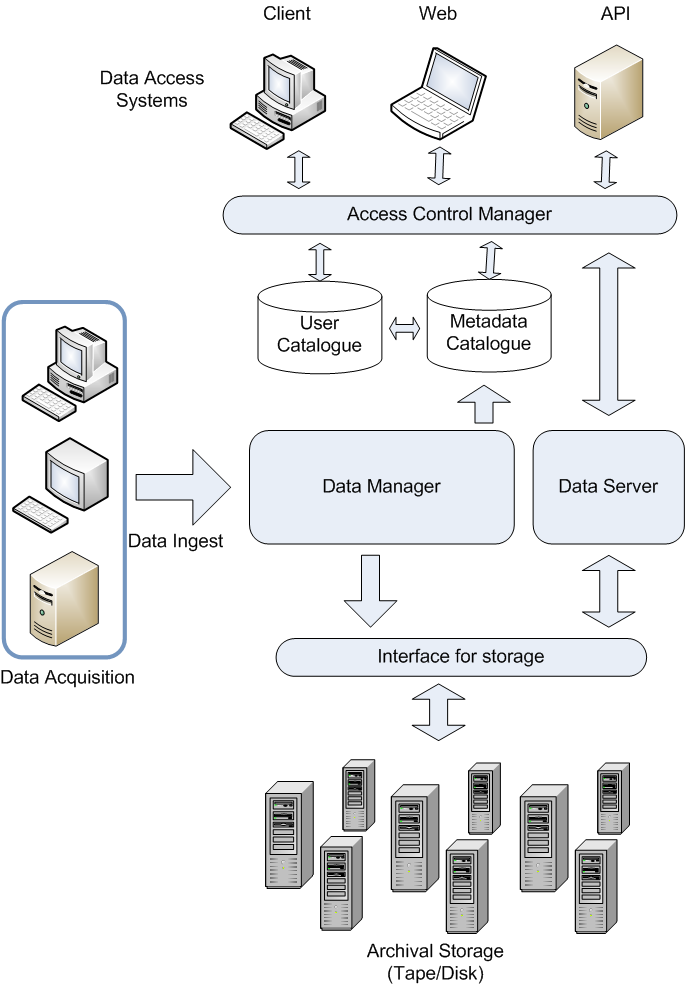 Client
Web
API
Data Access
Systems
Access Control Manager
User
Catalogue
Metadata
Catalogue
Data Manager
Data Server
Data Ingest
Data Acquisition
Interface for storage
Archival Storage
(Tape/Disk)